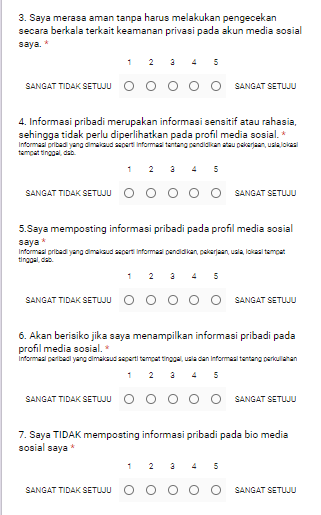 3. Saya merasa aman tanpa harus melakukan pengecekan
secara berkala terkait keamanan privasi pada akun media sosial
saya. *
1 2 3 4 5
SANGAT TIDAK SETUJU SANGAT SETUJU
4. Informasi pribadi merupakan informasi sensitif atau rahasia,
sehingga tidak perlu diperlihatkan pada profil media sosial. *
Informasi pribadi yang dimaksud seperti informasi tentang pendidikan atau pekerjaan, usia,lokasi
tempat tinggal, dsb.
1 2 3 4 5
SANGAT TIDAK SETUJU SANGAT SETUJU
5.Saya memposting informasi pribadi pada profil media sosial
saya *
Informasi pribadi yang dimaksud seperti informasi pendidikan, pekerjaan, usia, lokasi tempat
tinggal, dsb.
1 2 3 4 5
SANGAT TIDAK SETUJU SANGAT SETUJU
6. Akan berisiko jika saya menampilkan informasi pribadi pada
profil media sosial. *
Informasi peribadi yang dimaksud seperti tempat tinggal, usia dan informasi tentang perkuliahan
1 2 3 4 5
SANGAT TIDAK SETUJU SANGAT SETUJU
7. Saya TIDAK memposting informasi pribadi pada bio media
sosial saya *
1 2 3 4 5
SANGAT TIDAK SETUJU SANGAT SETUJU